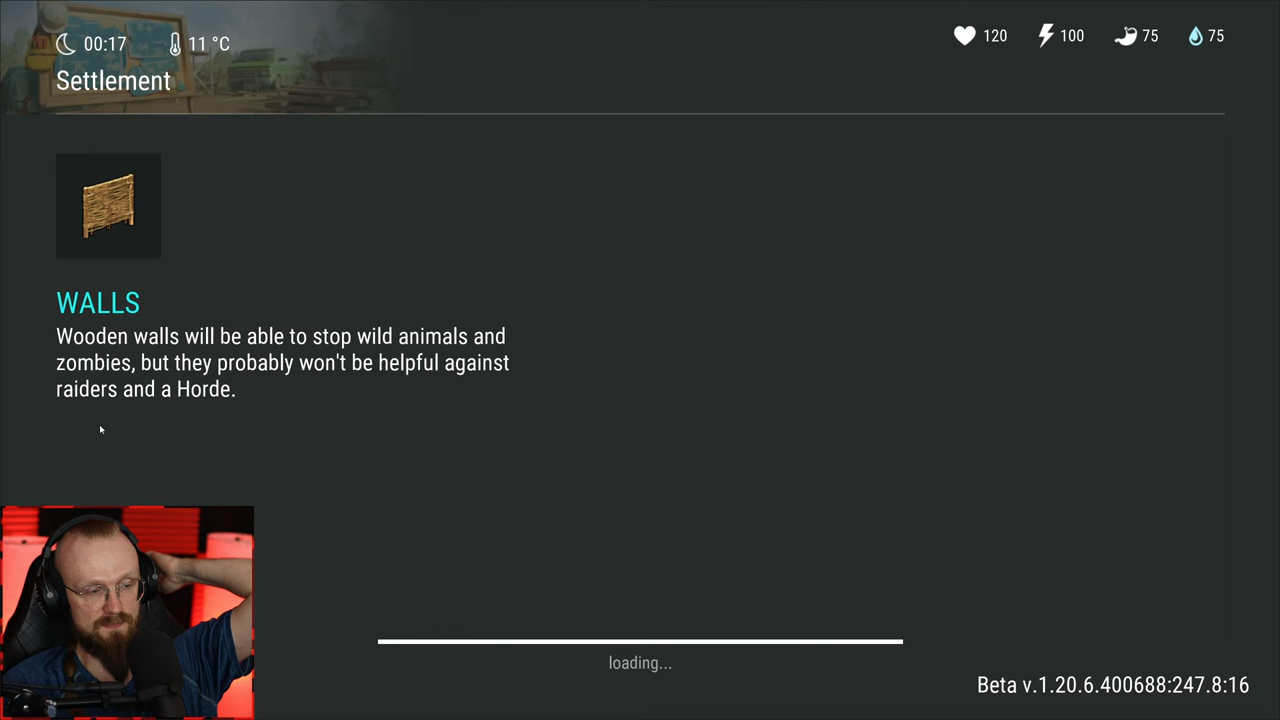 00:17 11 °C 120 100 75 75
Settlement
WALLS
Wooden walls will be able to stop wild animals and
zombies, but they probably won't be helpful against
raiders and a Horde.
loading...
Beta v.1.20.6.400688:247.8:16